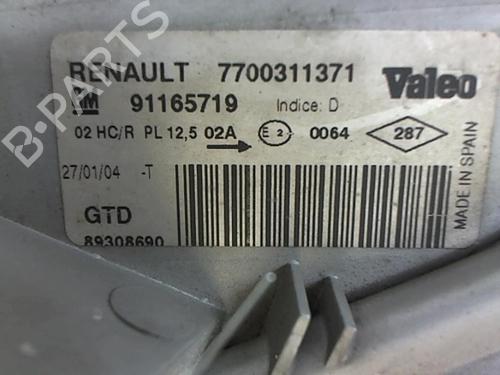 B-PARTS
RENAULT 7700311371 Valeo
GM 91165719 Indice: D
02 HC/R PL 12,5 02A E 2 0064 287
27/01/04 -T
GTD
89308690
MADE IN SPAIN